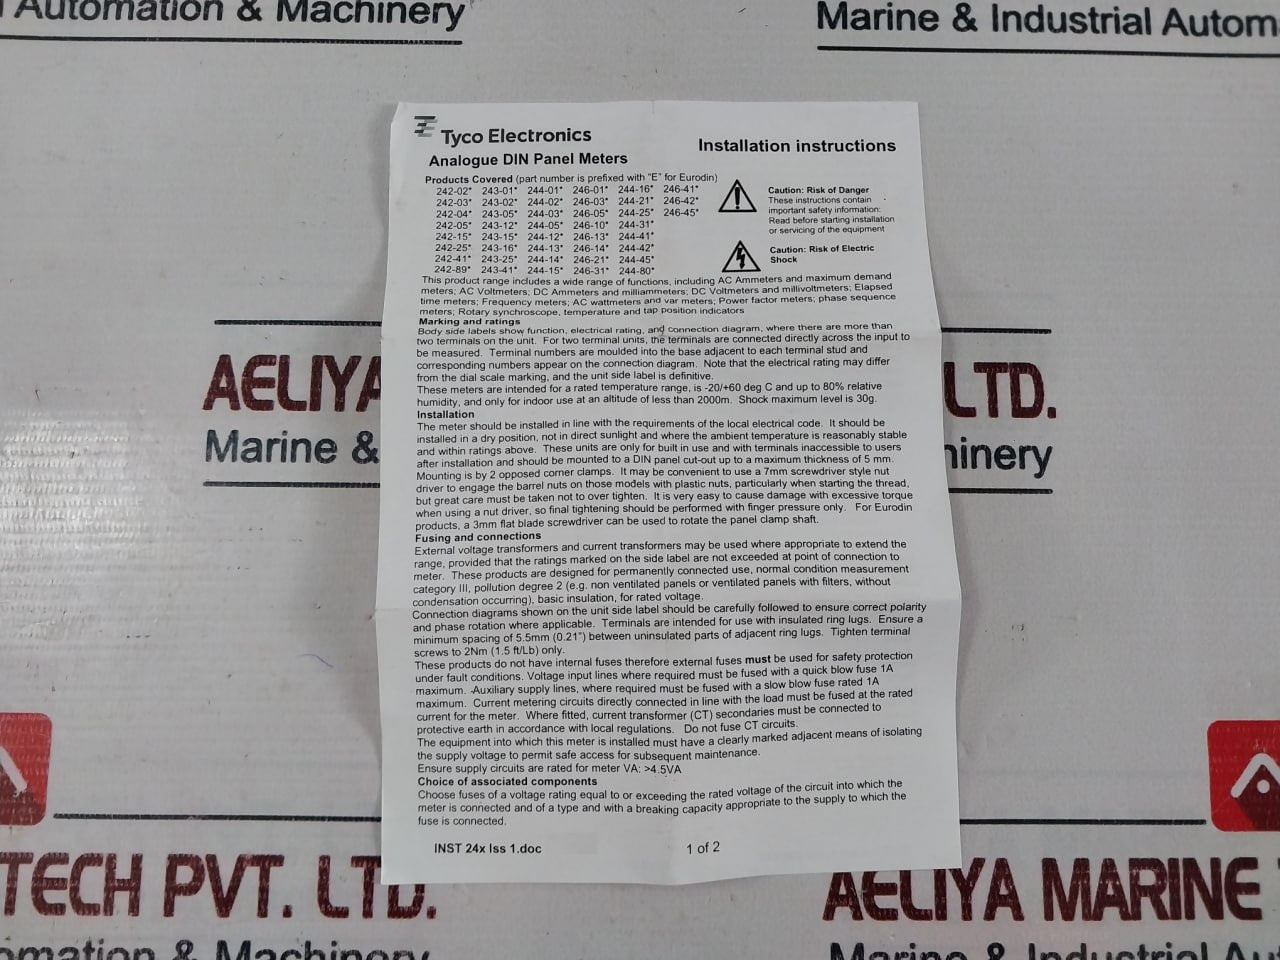 Automation & Machinery
Marine & Industrial Autom
Tyco Electronics
Analogue DIN Panel Meters
Installation instructions
Products Covered (part number is prefixed with "E" for Eurodin)
242-02* 243-01* 244-01* 246-01* 244-16* 246-41*
242-03* 243-02* 244-02* 246-03* 244-21* 246-42*
242-04* 243-05* 244-03* 246-05* 244-25* 246-45*
242-05* 243-12* 244-05* 246-10* 244-31*
242-15* 243-15* 244-12* 246-13* 244-41*
242-25* 243-16* 244-13* 246-14* 244-42*
242-41* 243-25* 244-14* 246-21* 244-45*
242-89* 243-41* 244-15* 246-31* 244-80*
Caution: Risk of Danger
These instructions contain
important safety information:
Read before starting installation
or servicing of the equipment
Caution: Risk of Electric
Shock
This product range includes a wide range of functions, including AC Ammeters and maximum demand
meters; AC Voltmeters; DC Ammeters and milliammeters; DC Voltmeters and millivoltmeters; Elapsed
time meters; Frequency meters; AC wattmeters and var meters; Power factor meters; phase sequence
meters; Rotary synchroscope, temperature and tap position indicators
Marking and ratings
Body side labels show function, electrical rating, and connection diagram, where there are more than
two terminals on the unit. For two terminal units, the terminals are connected directly across the input to
be measured. Terminal numbers are moulded into the base adjacent to each terminal stud and
corresponding numbers appear on the connection diagram. Note that the electrical rating may differ
from the dial scale marking, and the unit side label is definitive.
These meters are intended for a rated temperature range, is -20/+60 deg C and up to 80% relative
humidity, and only for indoor use at an altitude of less than 2000m. Shock maximum level is 30g.
Installation
The meter should be installed in line with the requirements of the local electrical code. It should be
installed in a dry position, not in direct sunlight and where the ambient temperature is reasonably stable
and within ratings above. These units are only for built in use and with terminals inaccessible to users
after installation and should be mounted to a DIN panel cut-out up to a maximum thickness of 5 mm.
Mounting is by 2 opposed corner clamps. It may be convenient to use a 7mm screwdriver style nut
driver to engage the barrel nuts on those models with plastic nuts, particularly when starting the thread,
but great care must be taken not to over tighten. It is very easy to cause damage with excessive torque
when using a nut driver, so final tightening should be performed with finger pressure only. For Eurodin
products, a 3mm flat blade screwdriver can be used to rotate the panel clamp shaft.
Fusing and connections
External voltage transformers and current transformers may be used where appropriate to extend the
range, provided that the ratings marked on the side label are not exceeded at point of connection to
meter. These products are designed for permanently connected use, normal condition measurement
category III, pollution degree 2 (e.g. non ventilated panels or ventilated panels with filters, without
condensation occurring), basic insulation, for rated voltage.
Connection diagrams shown on the unit side label should be carefully followed to ensure correct polarity
and phase rotation where applicable. Terminals are intended for use with insulated ring lugs. Ensure a
minimum spacing of 5.5mm (0.21") between uninsulated parts of adjacent ring lugs. Tighten terminal
screws to 2Nm (1.5 ft/Lb) only.
These products do not have internal fuses therefore external fuses must be used for safety protection
under fault conditions. Voltage input lines where required must be fused with a quick blow fuse 1A
maximum. Auxiliary supply lines, where required must be fused with a slow blow fuse rated 1A
maximum. Current metering circuits directly connected in line with the load must be fused at the rated
current for the meter. Where fitted, current transformer (CT) secondaries must be connected to
protective earth in accordance with local regulations. Do not fuse CT circuits.
The equipment into which this meter is installed must have a clearly marked adjacent means of isolating
the supply voltage to permit safe access for subsequent maintenance.
Ensure supply circuits are rated for meter VA: >4.5VA
Choice of associated components
Choose fuses of a voltage rating equal to or exceeding the rated voltage of the circuit into which the
meter is connected and of a type and with a breaking capacity appropriate to the supply to which the
fuse is connected.
INST 24x Iss 1.doc
1 of 2
AELIYA
LTD.
Marine &
hinery
TECH PVT. LTD.
AELIYA MARINE
omation & Machinery
Marine & Industrial Au